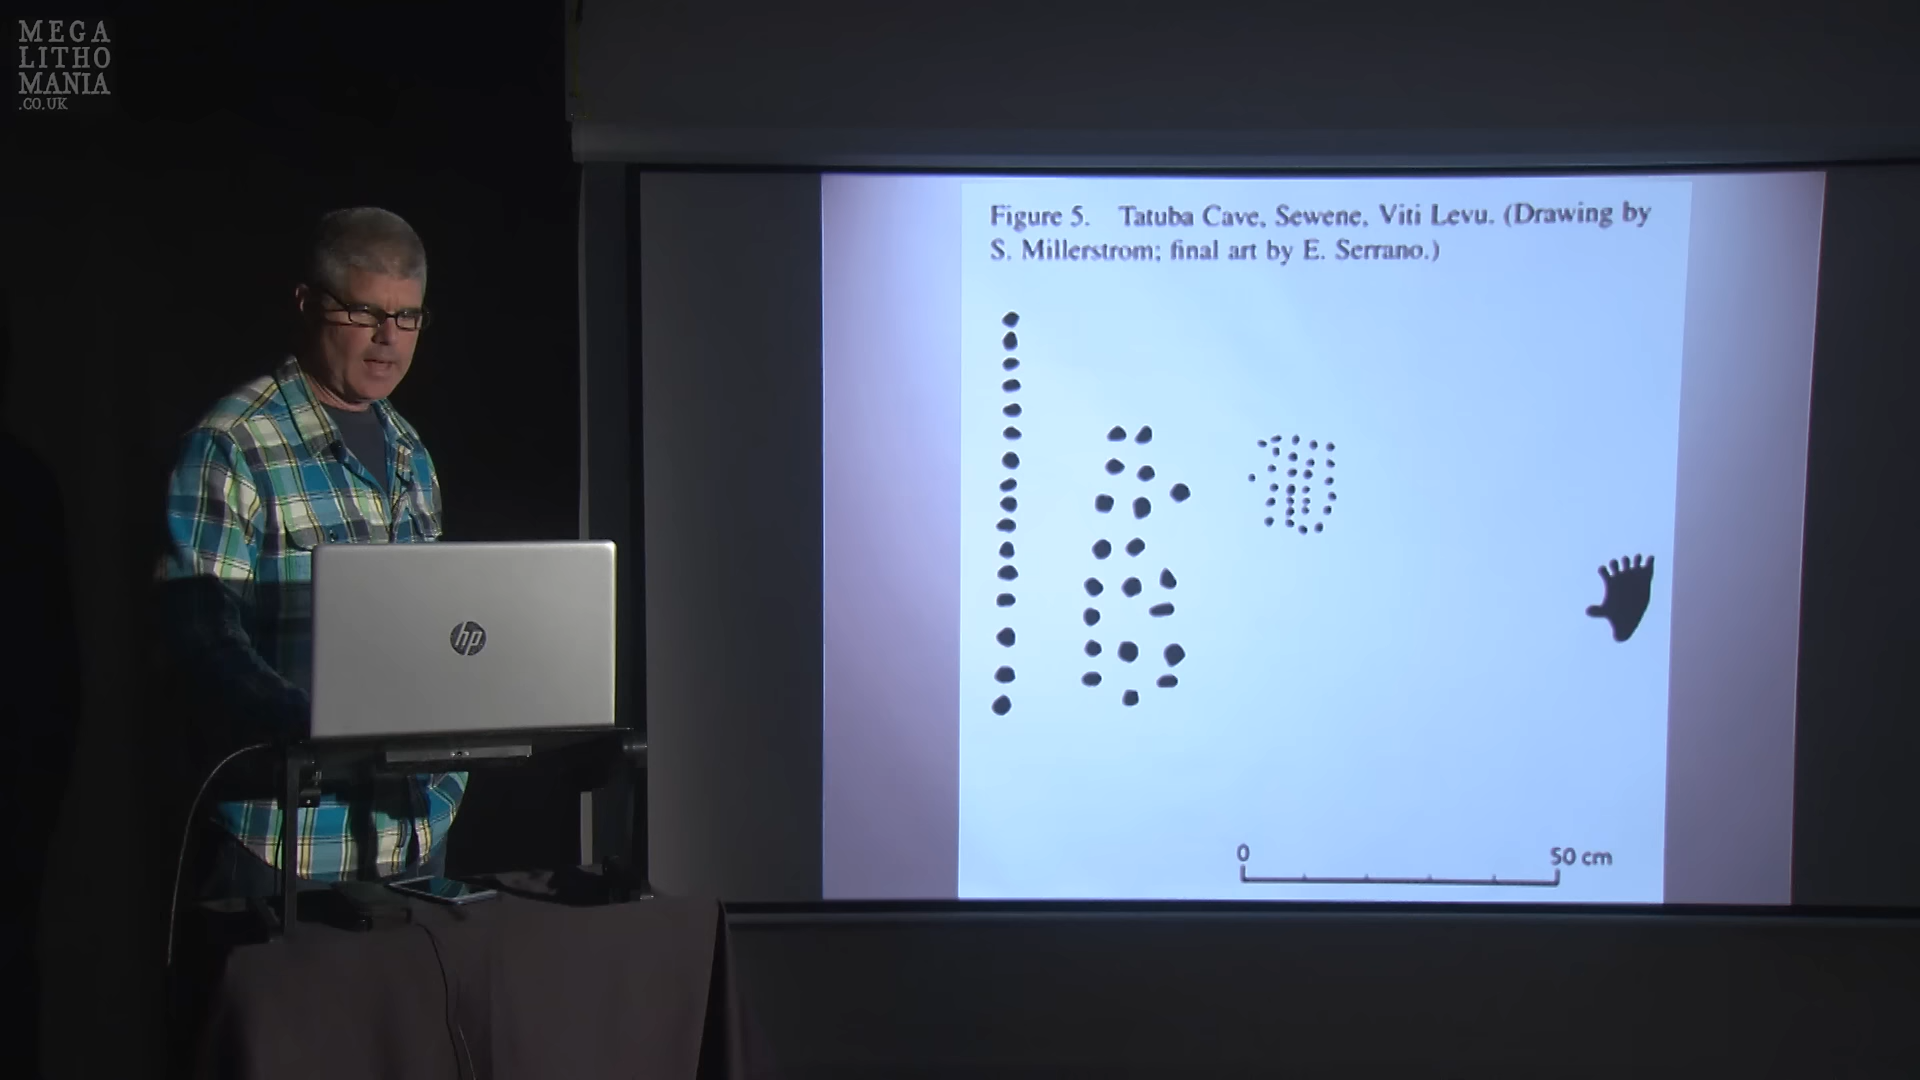 MEGA
LITHO
MANIA
.CO.UK
Figure 5. Tatuba Cave, Sewene, Viti Levu. (Drawing by
S. Millerstrom; final art by E. Serrano.)
0 50 cm
hp